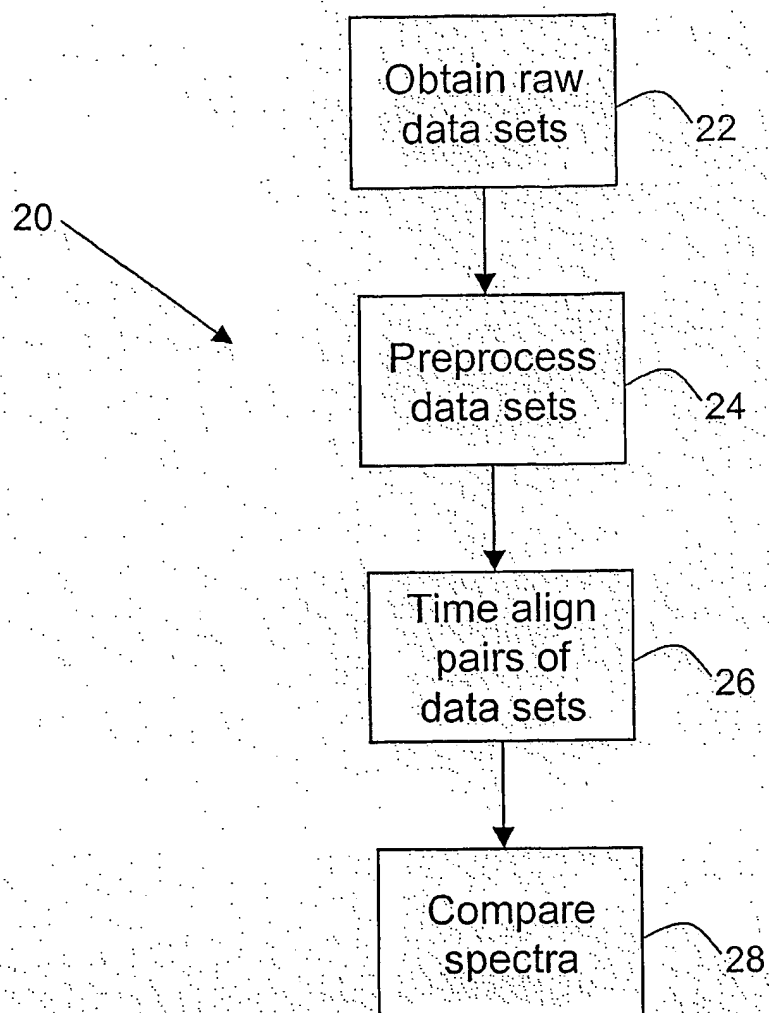 Obtain raw
data sets
22
20
Preprocess
data sets
24
Time align
pairs of
data sets
26
Compare
spectra
28